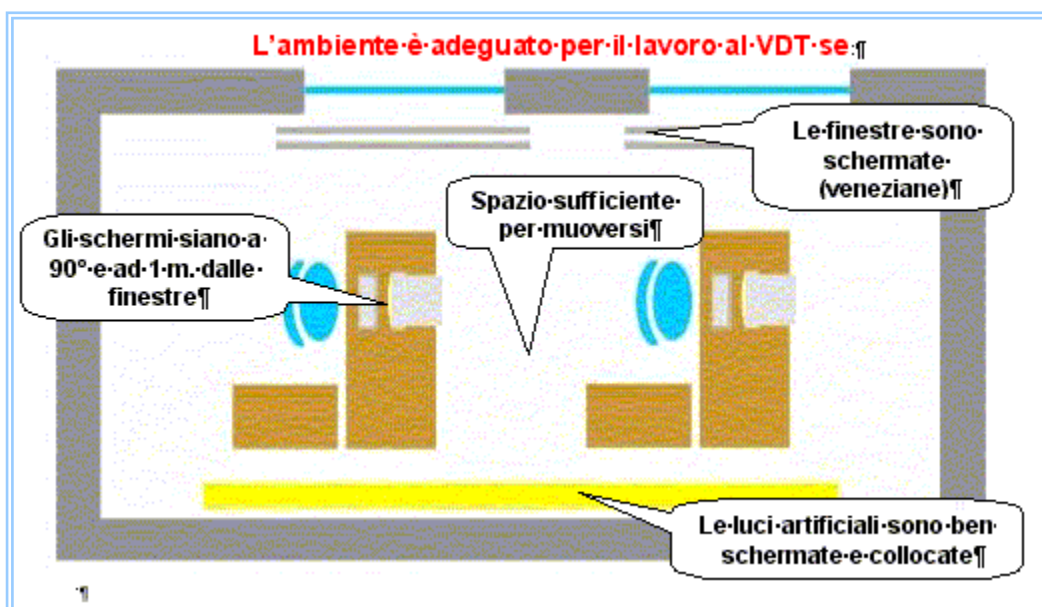 L'ambiente·è·adeguato·per·il·lavoro·al·VDT·se:¶
Le·finestre·sono·
schermate·
(veneziane)¶
Spazio·sufficiente·
per·muoversi¶
Gli·schermi·siano·a·
90°·e·ad·1·m.·dalle·
finestre¶
Le·luci·artificiali·sono·ben·
schermate·e·collocate¶
·¶